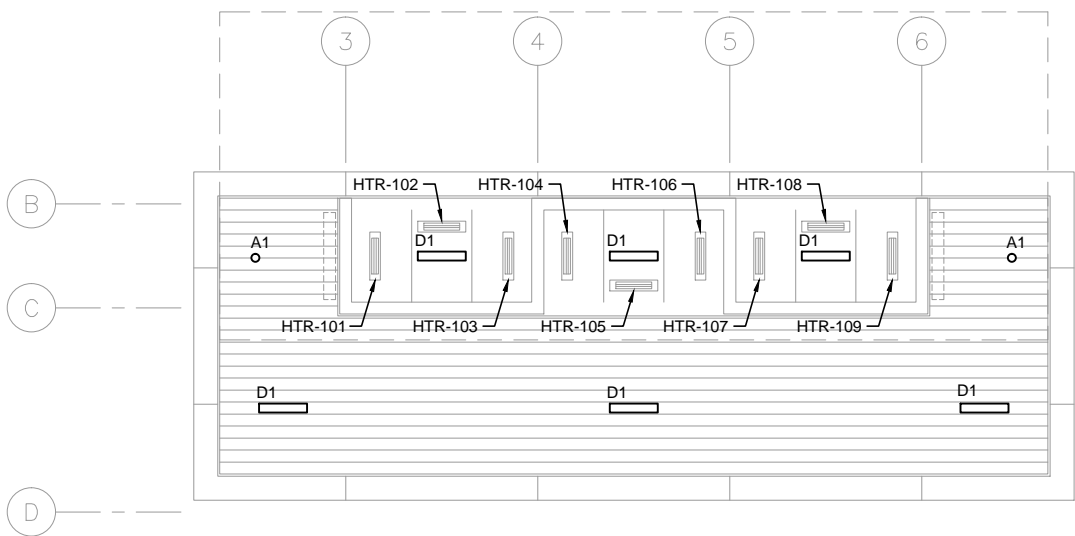 3 4 5 6
HTR-102 HTR-104 HTR-106 HTR-108
B
A1 D1 D1 D1 A1
C
HTR-101 HTR-103 HTR-105 HTR-107 HTR-109
D1 D1 D1
D